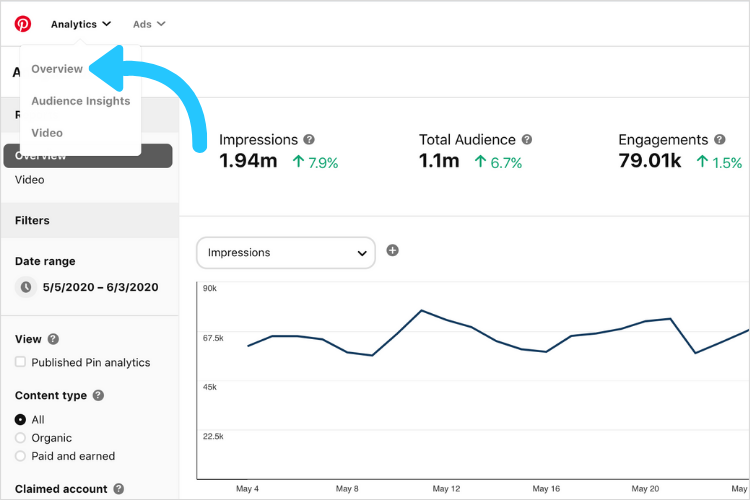 Analytics
Ads
Overview
Audience Insights
Video
Overview
Video
Filters
Date range
5/5/2020 – 6/3/2020
View
Published Pin analytics
Content type
All
Organic
Paid and earned
Claimed account
Impressions
1.94m
7.9%
Total Audience
1.1m
6.7%
Engagements
79.01k
1.5%
Impressions
90k
67.5k
45k
22.5k
May 4
May 8
May 12
May 16
May 20
May